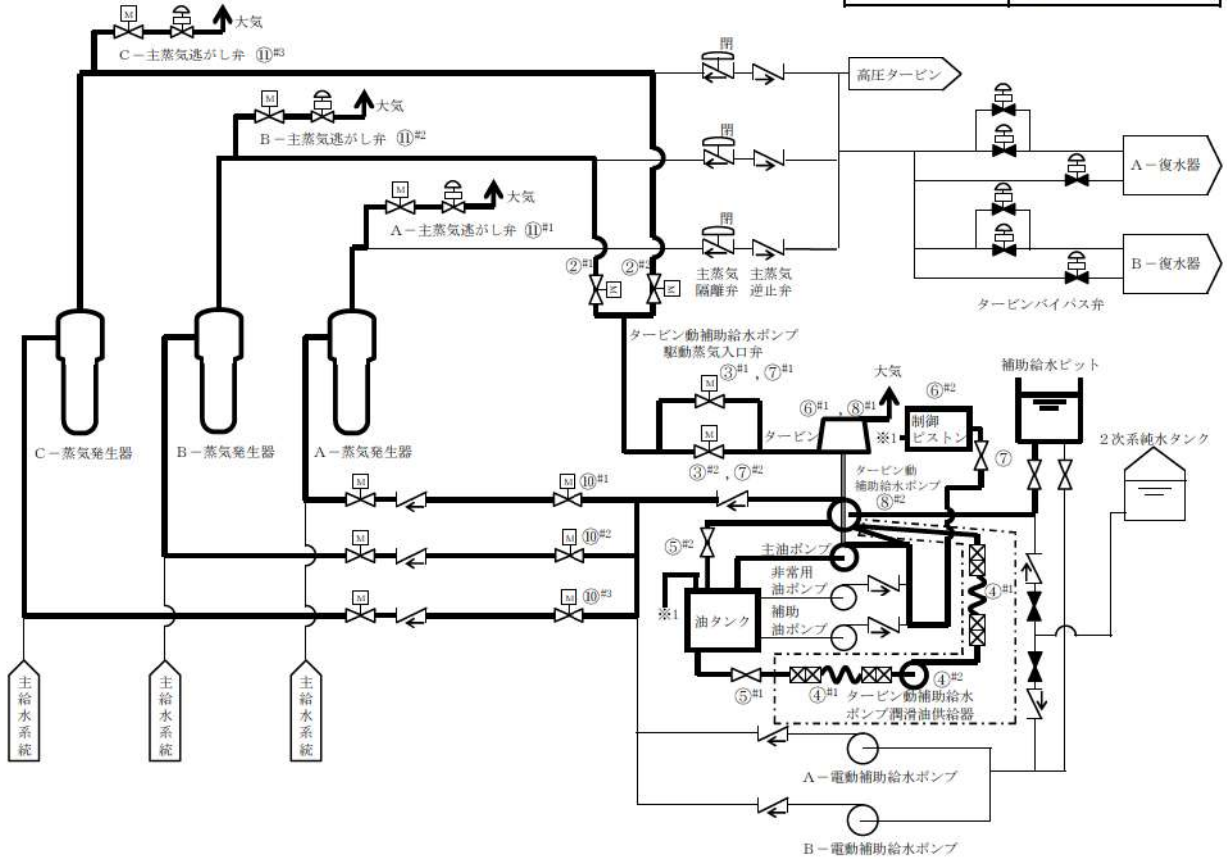 M
大気
C－主蒸気逃がし弁 ⑪#3
閉
高圧タービン
M
大気
B－主蒸気逃がし弁 ⑪#2
閉
A－復水器
M
大気
A－主蒸気逃がし弁 ⑪#1
閉
B－復水器
②#1
②#2
M
M
主蒸気
隔離弁
主蒸気
逆止弁
タービンバイパス弁
タービン動補助給水ポンプ
駆動蒸気入口弁
③#1，⑦#1
M
M
③#2，⑦#2
大気
⑥#1，⑧#1
タービン
⑥#2
※1
制御
ピストン
⑦
補助給水ピット
2次系純水タンク
C－蒸気発生器
B－蒸気発生器
A－蒸気発生器
タービン動
補助給水ポンプ
⑧#2
M
M
⑩#1
M
M
⑩#2
M
M
⑩#3
⑤#2
主油ポンプ
非常用
油ポンプ
補助
油ポンプ
※1
油タンク
④#1
⑤#1
④#1
④#2
タービン動補助給水
ポンプ潤滑油供給器
主給水系統
主給水系統
主給水系統
A－電動補助給水ポンプ
B－電動補助給水ポンプ